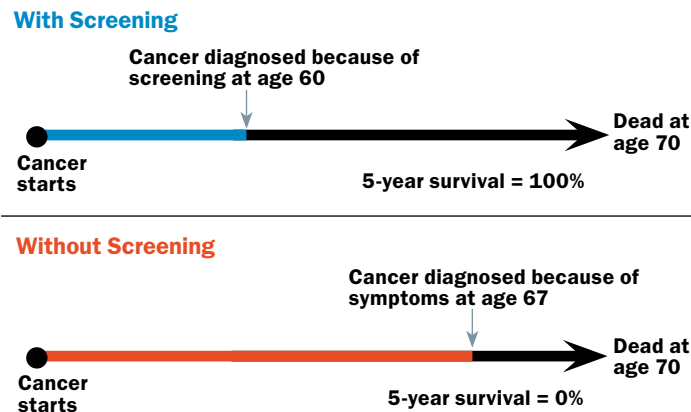 With Screening
Cancer diagnosed because of
screening at age 60
Dead at
age 70
Cancer
starts
5-year survival = 100%
Without Screening
Cancer diagnosed because of
symptoms at age 67
Dead at
age 70
Cancer
starts
5-year survival = 0%